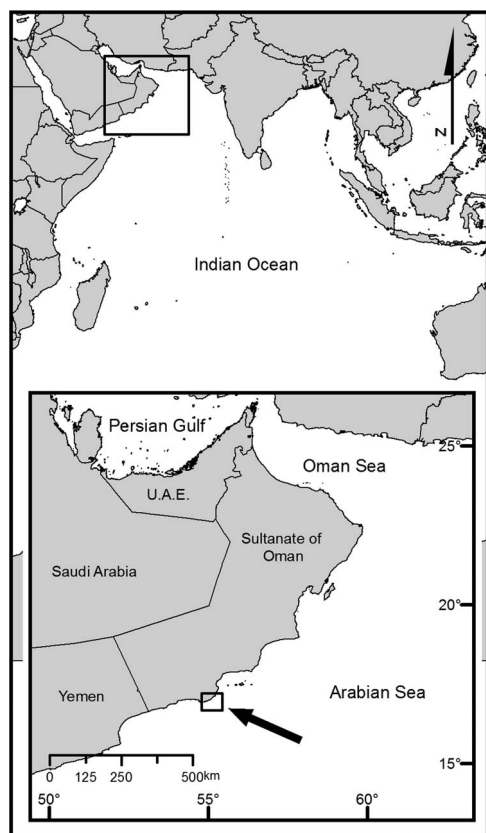 N
Indian Ocean
Persian Gulf
25°
Oman Sea
U.A.E.
Sultanate of
Oman
Saudi Arabia
20°
Yemen
Arabian Sea
0 125 250 500km
15°
50° 55° 60°